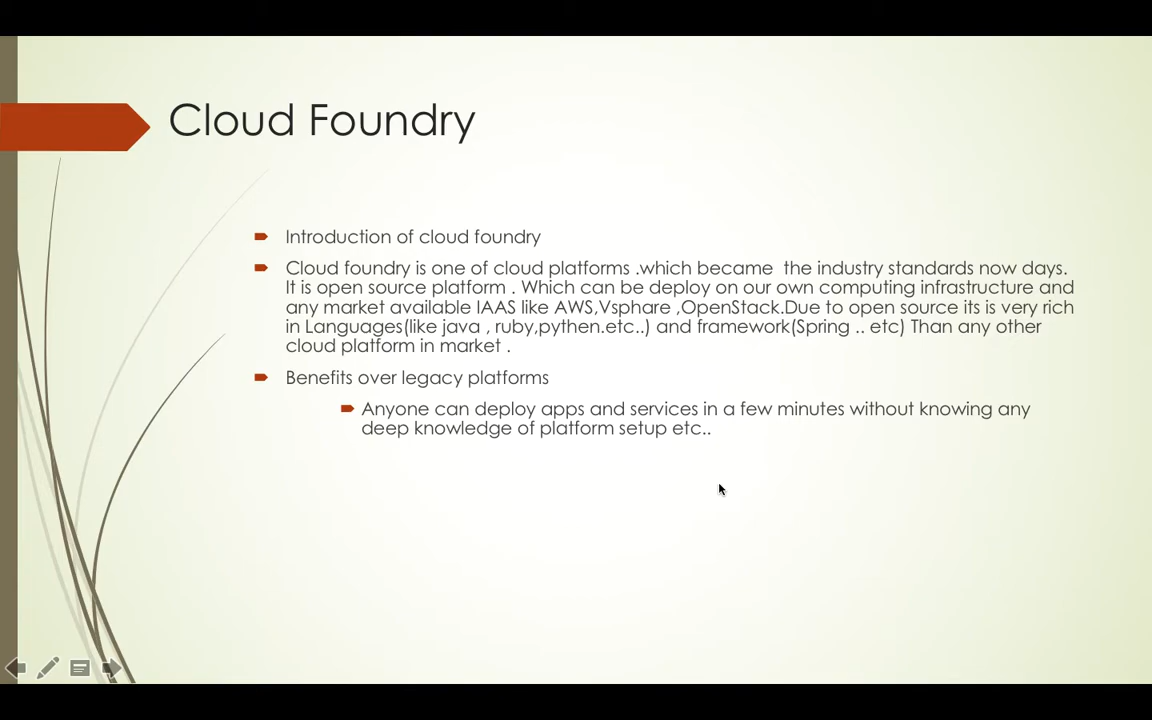 Cloud Foundry
Introduction of cloud foundry
Cloud foundry is one of cloud platforms .which became  the industry standards now days.
It is open source platform . Which can be deploy on our own computing infrastructure and
any market available IAAS like AWS,Vsphare ,OpenStack.Due to open source its is very rich
in Languages(like java , ruby,pythen.etc..) and framework(Spring .. etc) Than any other
cloud platform in market .
Benefits over legacy platforms
Anyone can deploy apps and services in a few minutes without knowing any
deep knowledge of platform setup etc..